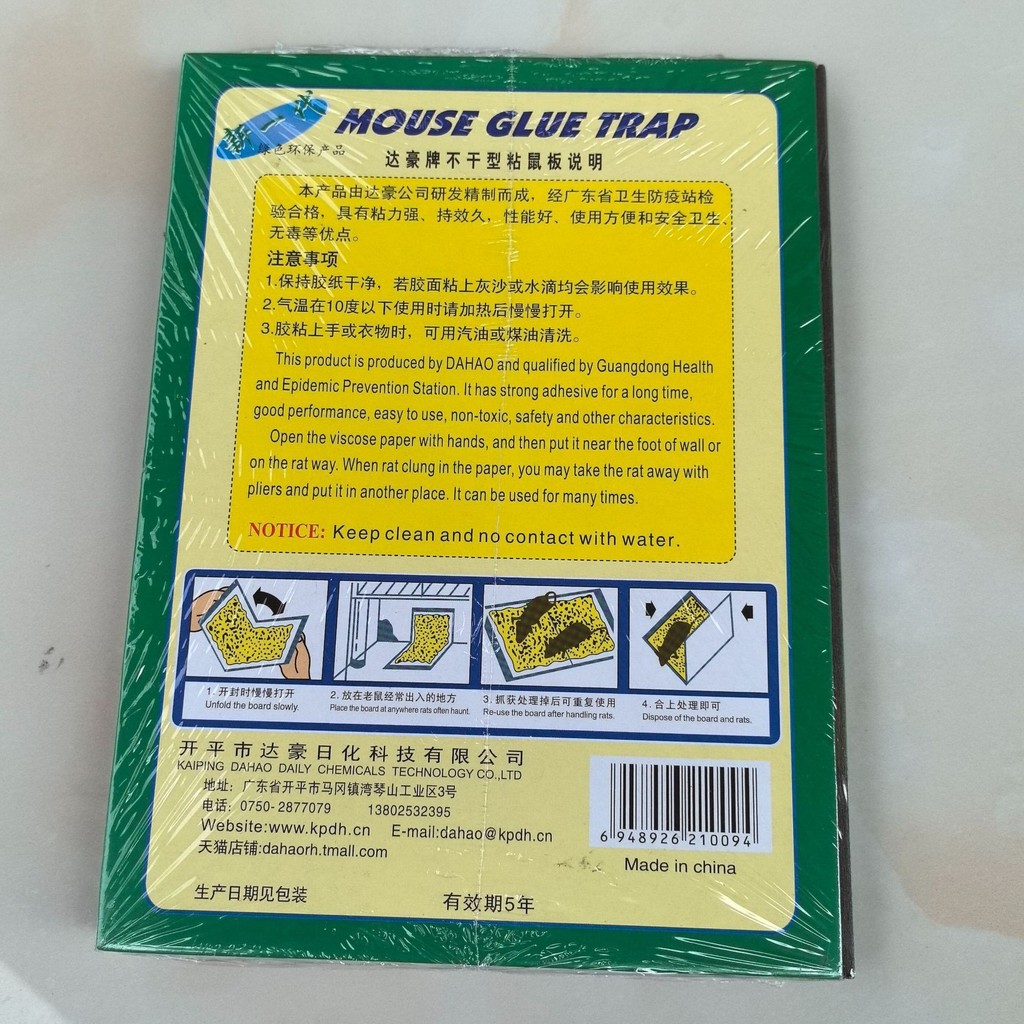 新一代
绿色环保产品
MOUSE GLUE TRAP
达豪牌不干型粘鼠板说明
本产品由达豪公司研发精制而成，经广东省卫生防疫站检
验合格，具有粘力强、持效久，性能好、使用方便和安全卫生、
无毒等优点。
注意事项
1.保持胶纸干净，若胶面粘上灰沙或水滴均会影响使用效果。
2.气温在10度以下使用时请加热后慢慢打开。
3.胶粘上手或衣物时，可用汽油或煤油清洗。
This product is produced by DAHAO and qualified by Guangdong Health
and Epidemic Prevention Station. It has strong adhesive for a long time,
good performance, easy to use, non-toxic, safety and other characteristics.
Open the viscose paper with hands, and then put it near the foot of wall or
on the rat way. When rat clung in the paper, you may take the rat away with
pliers and put it in another place. It can be used for many times.
NOTICE: Keep clean and no contact with water.
1. 开封时慢慢打开
Unfold the board slowly.
2. 放在老鼠经常出入的地方
Place the board at anywhere rats often haunt.
3. 抓获处理掉后可重复使用
Re-use the board after handling rats.
4. 合上处理即可
Dispose of the board and rats.
开平市达豪日化科技有限公司
KAIPING DAHAO DAILY CHEMICALS TECHNOLOGY CO.,LTD
地址：广东省开平市马冈镇湾琴山工业区3号
电话：0750-2877079 13802532395
Website:www.kpdh.cn E-mail:dahao@kpdh.cn
天猫店铺:dahaorh.tmall.com
6 948926 210094
Made in china
生产日期见包装 有效期5年